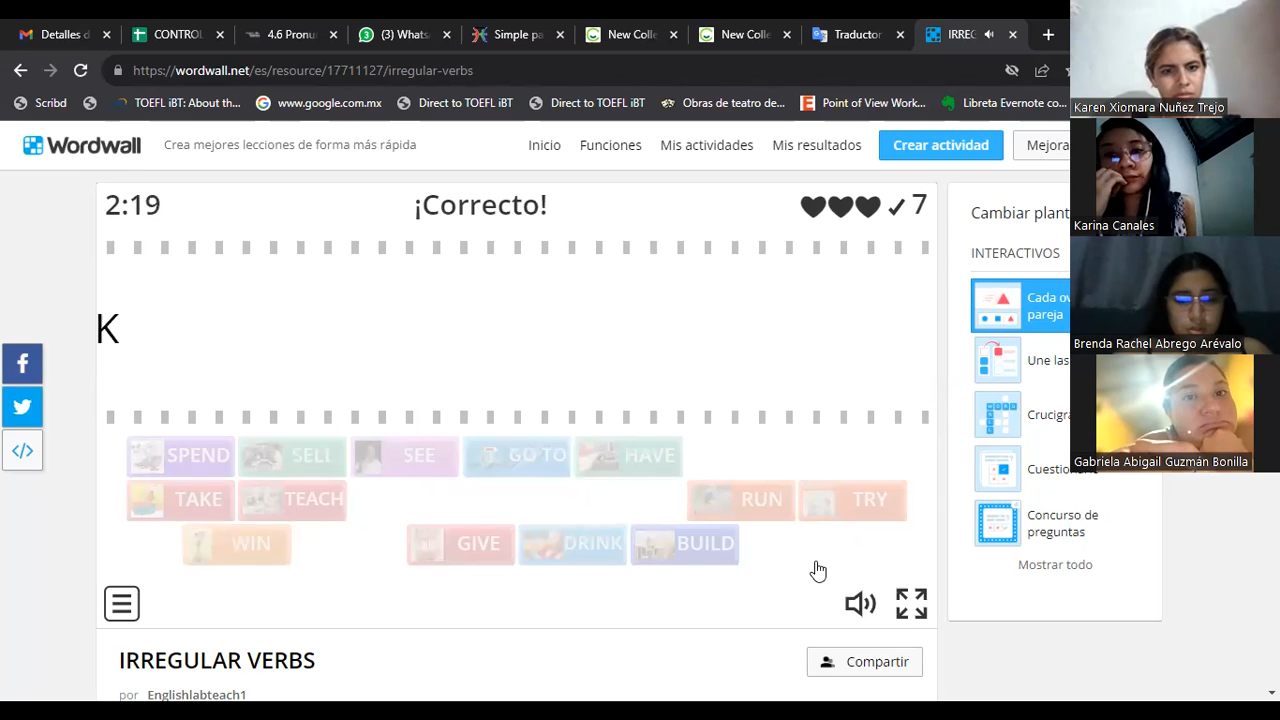 Detalles d
CONTROL
4.6 Pronu
(3) Whats
Simple pa
New Colle
New Colle
Traductor
IRREG
https://wordwall.net/es/resource/17711127/irregular-verbs
Scribd
TOEFL iBT: About th...
www.google.com.mx
Direct to TOEFL iBT
Direct to TOEFL iBT
Obras de teatro de...
Point of View Work...
Libreta Evernote co...
Wordwall
Crea mejores lecciones de forma más rápida
Inicio
Funciones
Mis actividades
Mis resultados
Crear actividad
Mejora
2:19
¡Correcto!
7
K
SPEND
SELL
SEE
GO TO
HAVE
TAKE
TEACH
RUN
TRY
WIN
GIVE
DRINK
BUILD
IRREGULAR VERBS
Compartir
por Englishlabteach1
Cambiar plant
INTERACTIVOS
Cada ov
pareja
Une las
Crucigra
Cuestionario
Concurso de
preguntas
Mostrar todo
Karen Xiomara Nuñez Trejo
Karina Canales
Brenda Rachel Abrego Arévalo
Gabriela Abigail Guzmán Bonilla